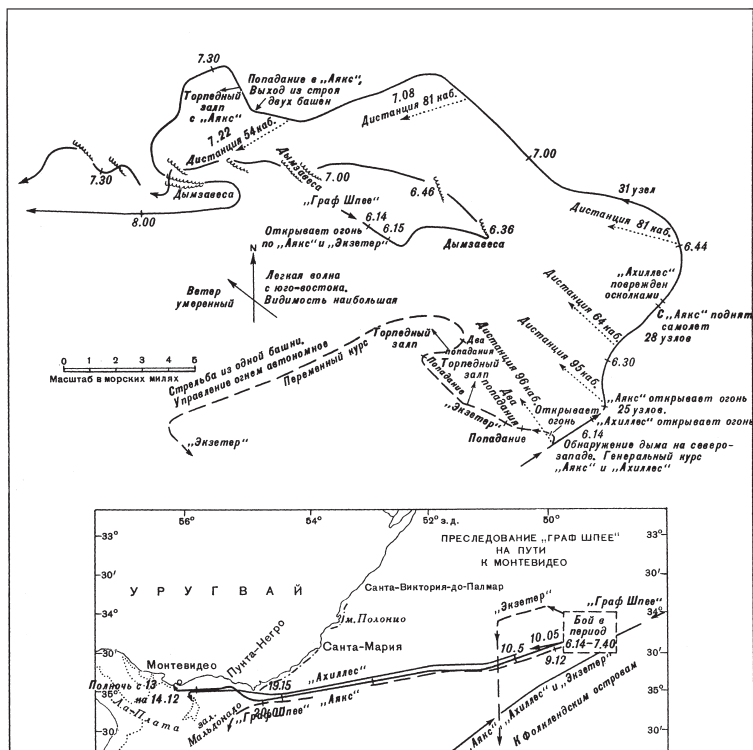 7.30
Попадание в „Аякс“,
Выход из строя
двух башен
Торпедный
залп
с „Аякс“
7.08
Дистанция 81 каб.
7.22
Дистанция 54 каб.
7.00
Дымзавеса
7.00
7.30
Дымзавеса
6.46
31 узел
„Граф Шпее“
6.14
6.15
6.36
Дистанция 81 каб.
8.00
Открывает огонь
по „Аякс“ и „Экзетер“
Дымзавеса
6.44
N
Легкая волна
с юго-востока.
Видимость наибольшая
Ветер
умеренный
„Ахиллес“
поврежден
осколками
Дистанция 64 каб.
С „Аякс“ поднят
самолет
28 узлов
Торпедный
залп
Два
попадания
Дистанция 95 каб.
6.30
Стрельба из одной башни.
Управление огнем автономное
Переменный курс
0 1 2 3 4 5
Масштаб в морских милях
Попадание
Торпедный
залп
Дистанция 96 каб.
Два
попадания
„Экзетер“
Открывает
огонь
„Аякс“ открывает огонь
25 узлов.
„Ахиллес“ открывает огонь
6.14
„Экзетер“
Попадание
Обнаружение дыма на северо-
западе. Генеральный курс
„Аякс“ и „Ахиллес“
56° 54° 52° з.д. 50°
33° 33°
ПРЕСЛЕДОВАНИЕ „ГРАФ ШПЕЕ“
НА ПУТИ
К МОНТЕВИДЕО
30′ 30′
УРУГВАЙ
Санта-Виктория-до-Палмар
„Экзетер“
„Граф Шпее“
34° 34°
м. Полонио
Бой в
период
6.14–7.40
Пунта-Негро
Санта-Мария
10.05
10.5
9.12
30′ 30′
Монтевидео
Полночь с 13
на 14.12
19.15
„Ахиллес“
35° 35°
Ла-Плата
зал.
Мальдонадо
„Граф Шпее“
20.00
„Аякс“
„Аякс“, „Ахиллес“ и „Экзетер“
К Фолклендским островам
30′ 30′